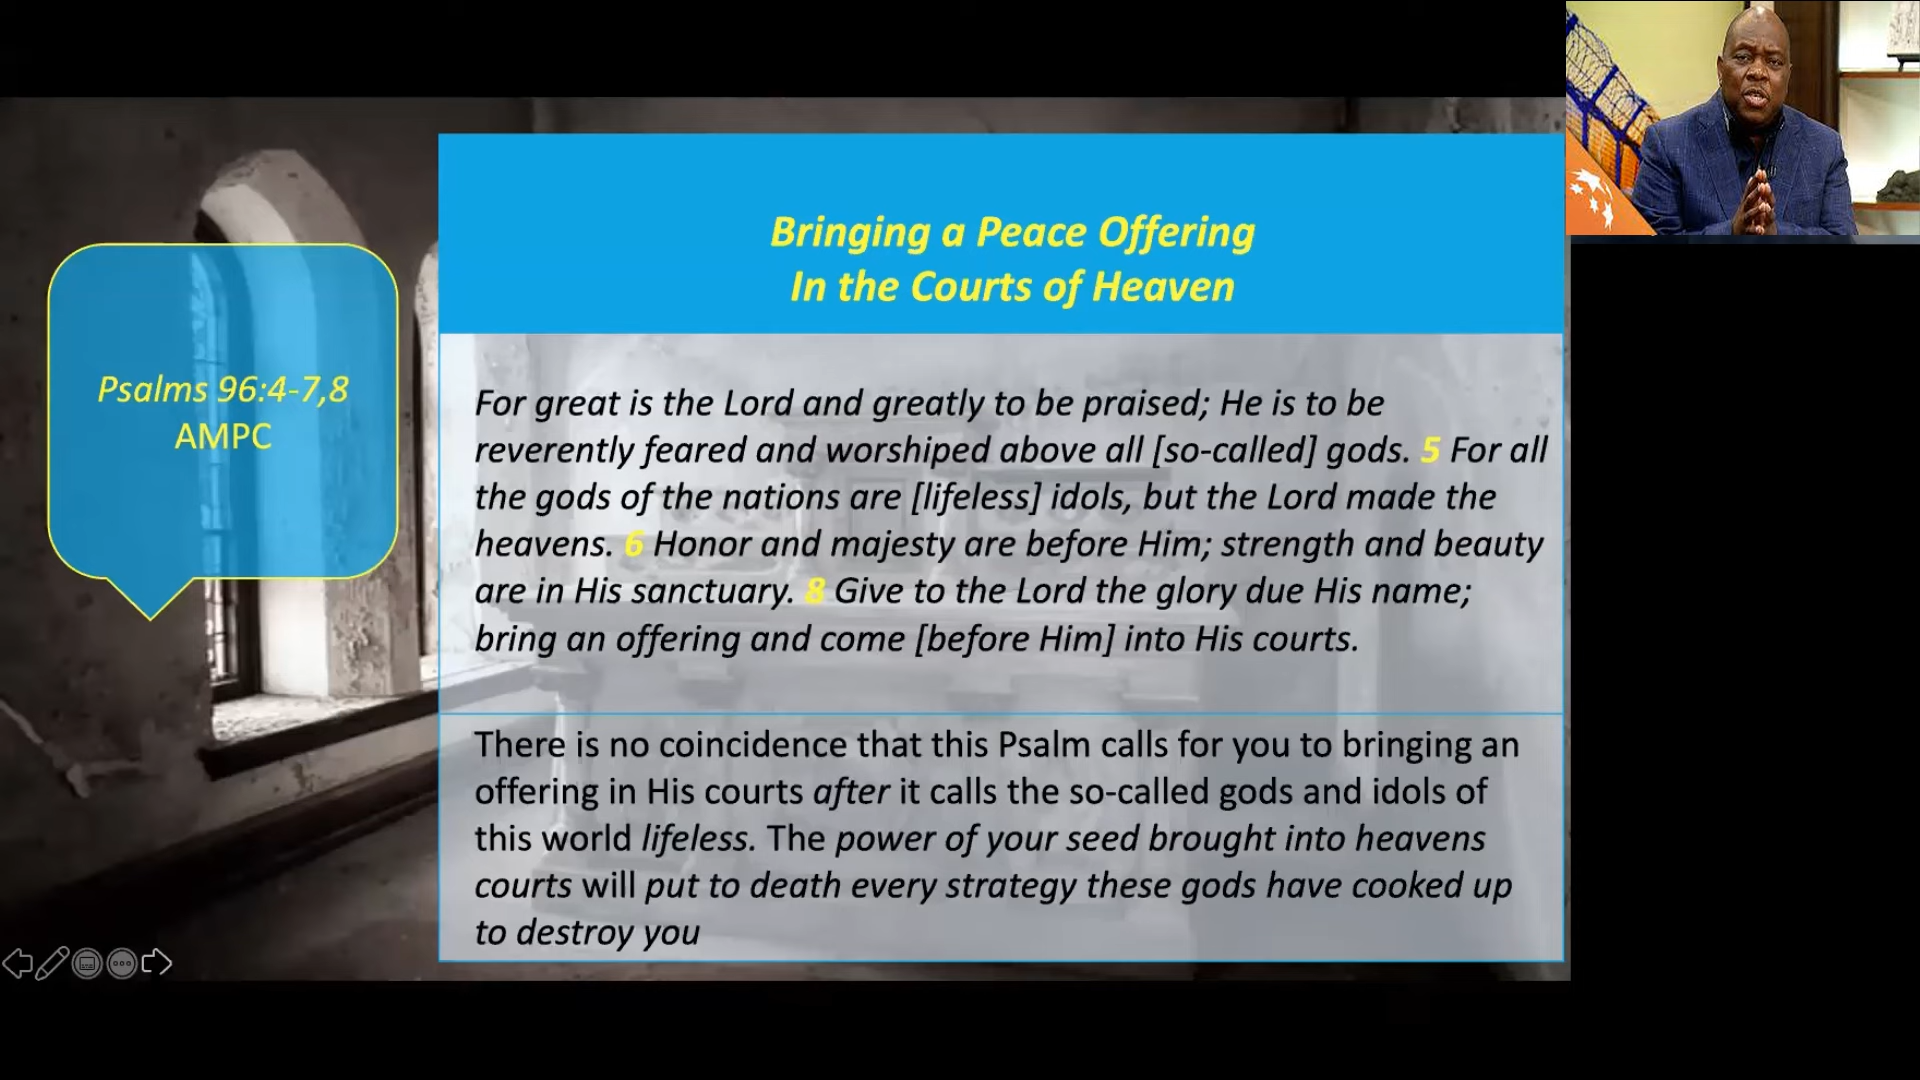 Bringing a Peace Offering
In the Courts of Heaven
Psalms 96:4-7,8
AMPC
For great is the Lord and greatly to be praised; He is to be
reverently feared and worshiped above all [so-called] gods. 5 For all
the gods of the nations are [lifeless] idols, but the Lord made the
heavens. 6 Honor and majesty are before Him; strength and beauty
are in His sanctuary. 8 Give to the Lord the glory due His name;
bring an offering and come [before Him] into His courts.
There is no coincidence that this Psalm calls for you to bringing an
offering in His courts after it calls the so-called gods and idols of
this world lifeless. The power of your seed brought into heavens
courts will put to death every strategy these gods have cooked up
to destroy you